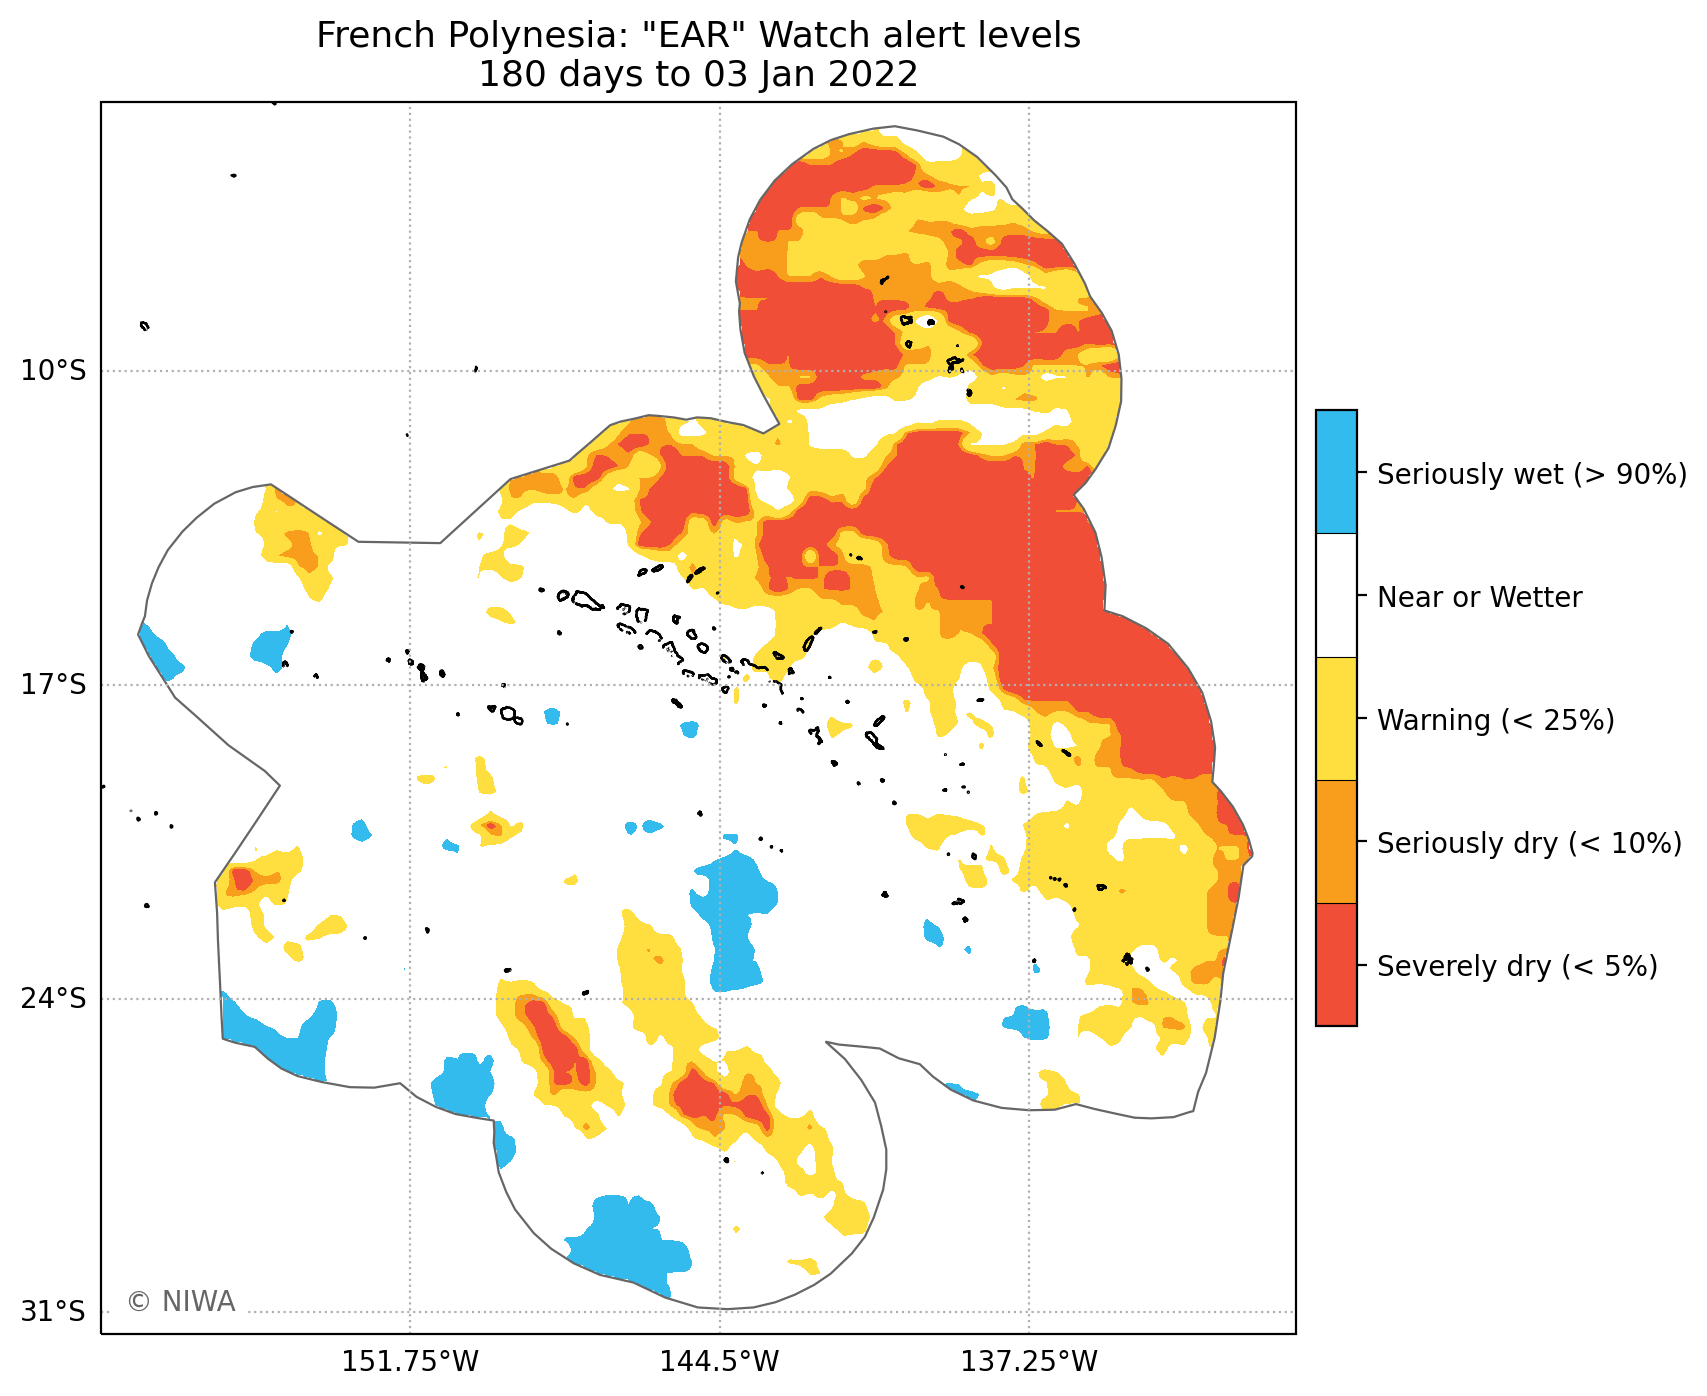 French Polynesia: "EAR" Watch alert levels
180 days to 03 Jan 2022
10°S
17°S
24°S
31°S
151.75°W
144.5°W
137.25°W
© NIWA
Seriously wet (> 90%)
Near or Wetter
Warning (< 25%)
Seriously dry (< 10%)
Severely dry (< 5%)